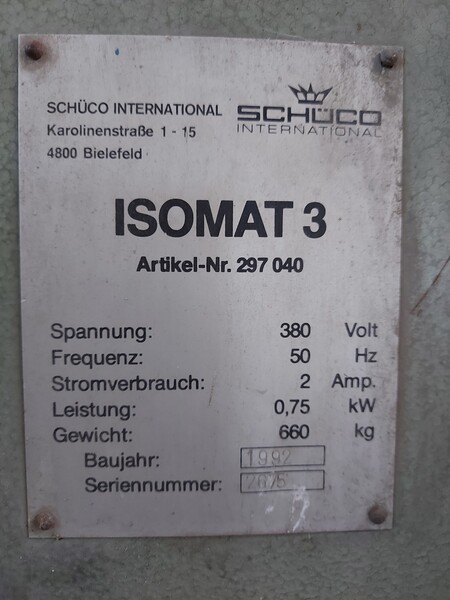 SCHÜCO INTERNATIONAL
Karolinenstraße 1 - 15
4800 Bielefeld
SCHÜCO
INTERNATIONAL
ISOMAT 3
Artikel-Nr. 297 040
Spannung: 380 Volt
Frequenz: 50 Hz
Stromverbrauch: 2 Amp.
Leistung: 0,75 kW
Gewicht: 660 kg
Baujahr: 1992
Seriennummer: